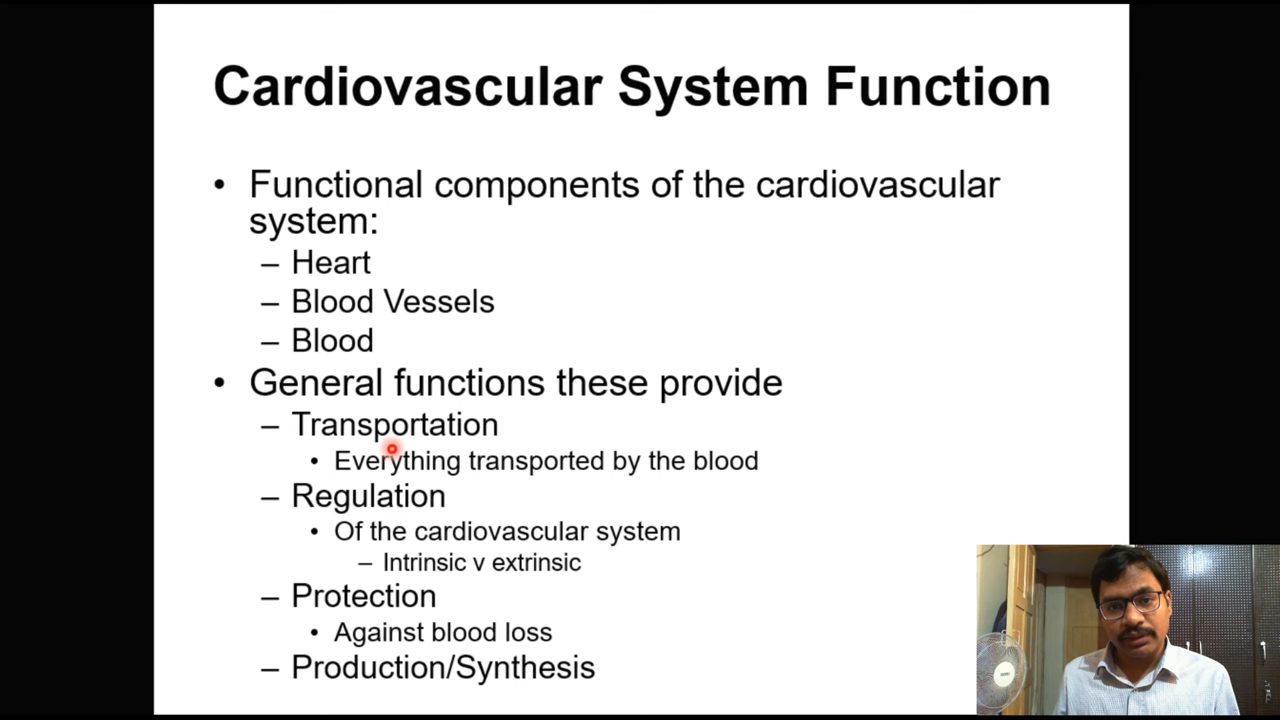 Cardiovascular System Function
• Functional components of the cardiovascular
system:
– Heart
– Blood Vessels
– Blood
• General functions these provide
– Transportation
• Everything transported by the blood
– Regulation
• Of the cardiovascular system
– Intrinsic v extrinsic
– Protection
• Against blood loss
– Production/Synthesis